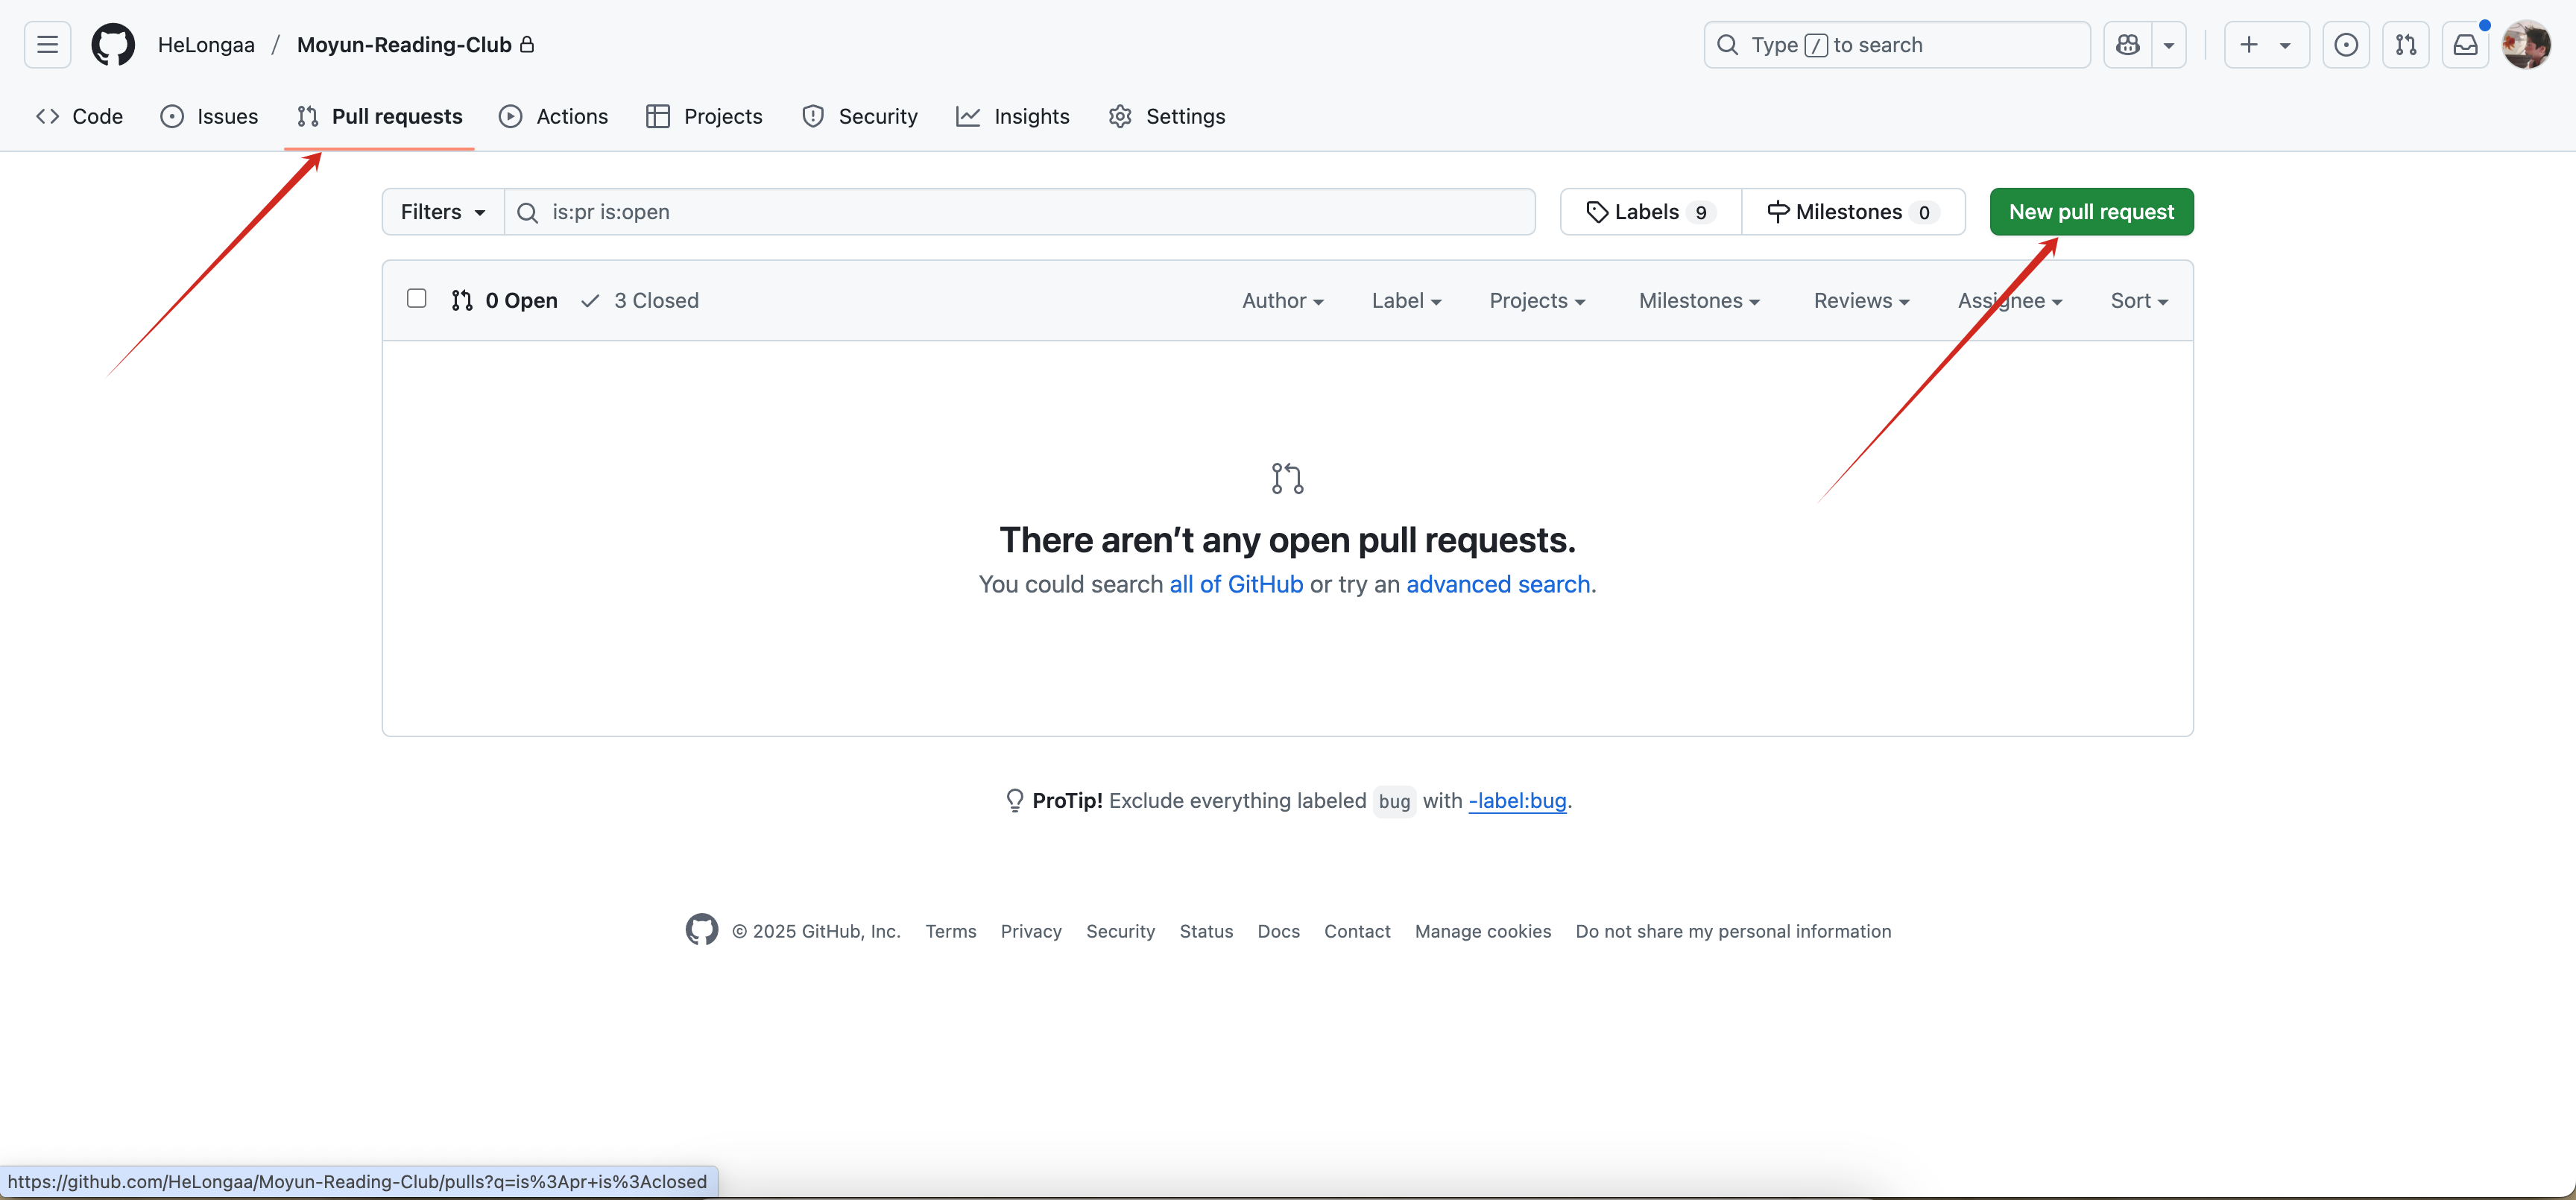 HeLongaa / Moyun-Reading-Club
Type / to search
Code Issues Pull requests Actions Projects Security Insights Settings
Filters is:pr is:open Labels 9 Milestones 0 New pull request
0 Open 3 Closed Author Label Projects Milestones Reviews Assignee Sort
There aren’t any open pull requests.
You could search all of GitHub or try an advanced search.
ProTip! Exclude everything labeled bug with -label:bug.
© 2025 GitHub, Inc. Terms Privacy Security Status Docs Contact Manage cookies Do not share my personal information
https://github.com/HeLongaa/Moyun-Reading-Club/pulls?q=is%3Apr+is%3Aclosed